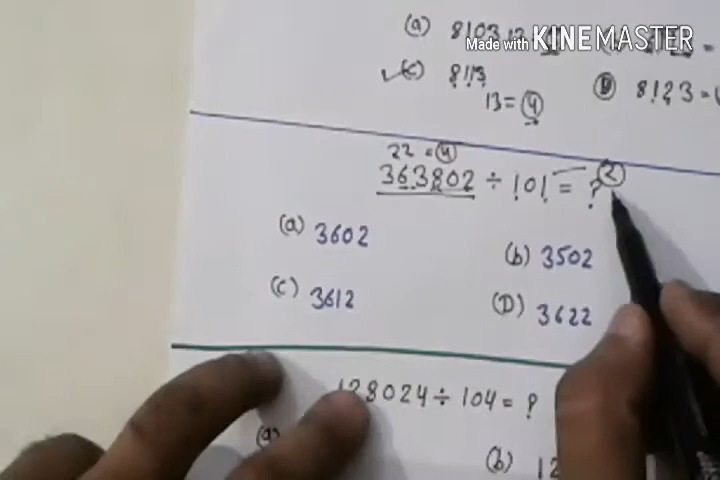 (a) 8103
Made with KINEMASTER
(c) 8113
13 = 4
(D) 8123 =
22 = 4
363802 ÷ 101 = ? 2
(a) 3602
(b) 3502
(c) 3612
(D) 3622
128024 ÷ 104 = ?
(a)
(b) 12